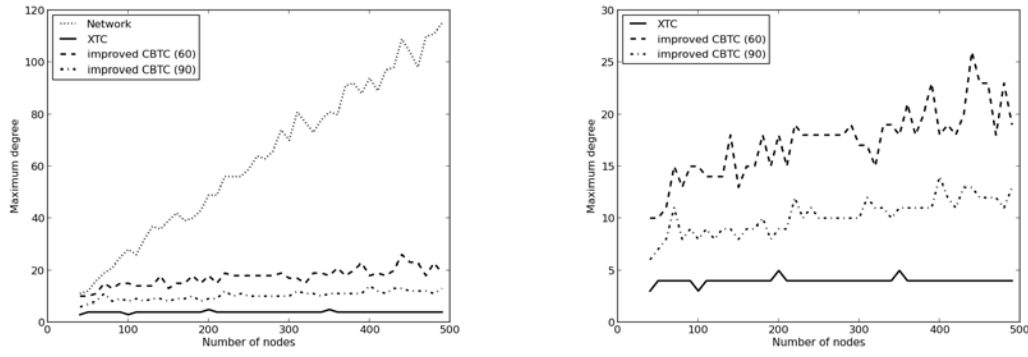 120
100
80
60
40
20
0
Maximum degree
Network
XTC
improved CBTC (60)
improved CBTC (90)
0
100
200
300
400
500
Number of nodes
30
25
20
15
10
5
0
Maximum degree
XTC
improved CBTC (60)
improved CBTC (90)
0
100
200
300
400
500
Number of nodes